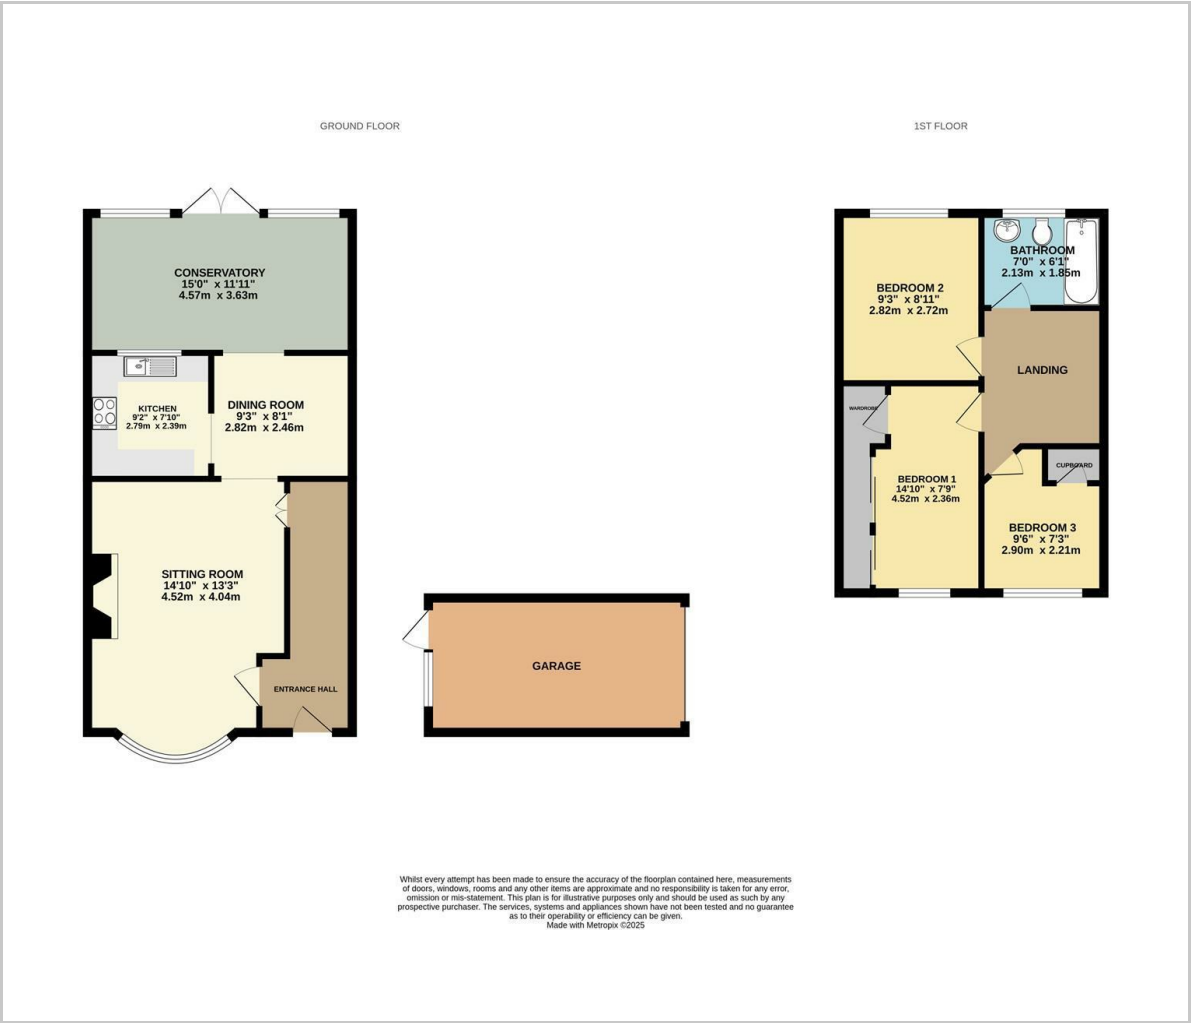 GROUND FLOOR
1ST FLOOR
CONSERVATORY
15'0" x 11'11"
4.57m x 3.63m
KITCHEN
9'2" x 7'10"
2.79m x 2.39m
DINING ROOM
9'3" x 8'1"
2.82m x 2.46m
SITTING ROOM
14'10" x 13'3"
4.52m x 4.04m
ENTRANCE HALL
GARAGE
BEDROOM 2
9'3" x 8'11"
2.82m x 2.72m
BATHROOM
7'0" x 6'1"
2.13m x 1.85m
LANDING
WARDROBE
BEDROOM 1
14'10" x 7'9"
4.52m x 2.36m
CUPBOARD
BEDROOM 3
9'6" x 7'3"
2.90m x 2.21m
Whilst every attempt has been made to ensure the accuracy of the floorplan contained here, measurements
of doors, windows, rooms and any other items are approximate and no responsibility is taken for any error,
omission or mis-statement. This plan is for illustrative purposes only and should be used as such by any
prospective purchaser. The services, systems and appliances shown have not been tested and no guarantee
as to their operability or efficiency can be given.
Made with Metropix ©2025